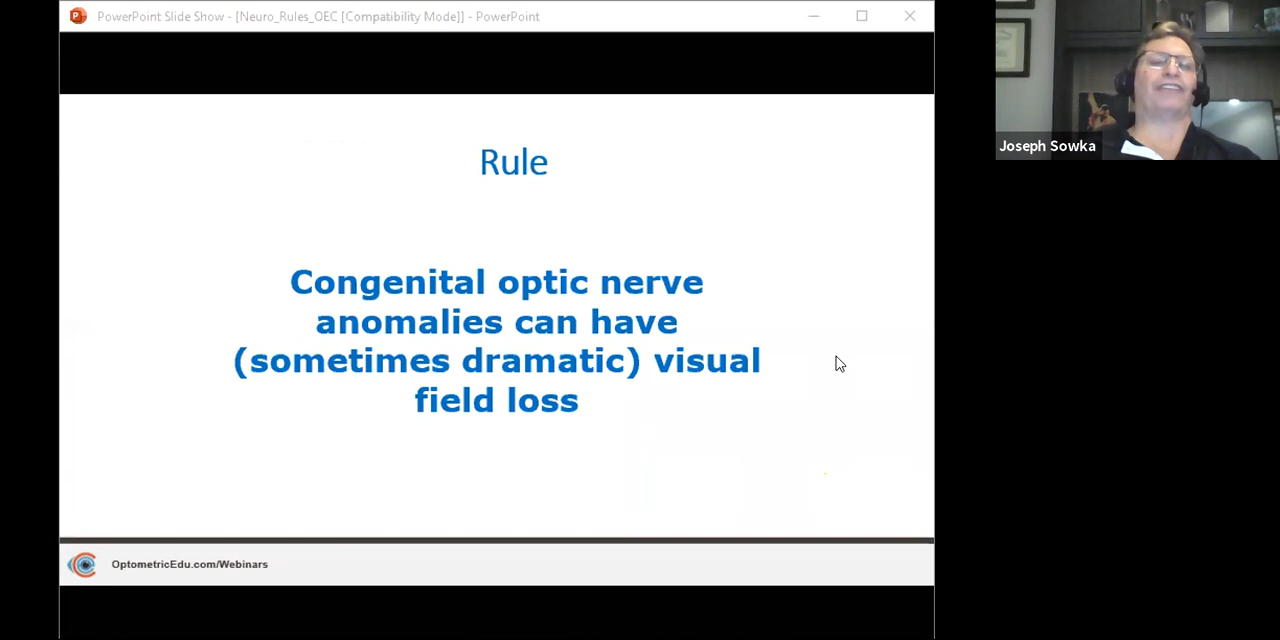 PowerPoint Slide Show - [Neuro_Rules_OEC [Compatibility Mode]] - PowerPoint
Rule
Congenital optic nerve
anomalies can have
(sometimes dramatic) visual
field loss
OptometricEdu.com/Webinars
Joseph Sowka